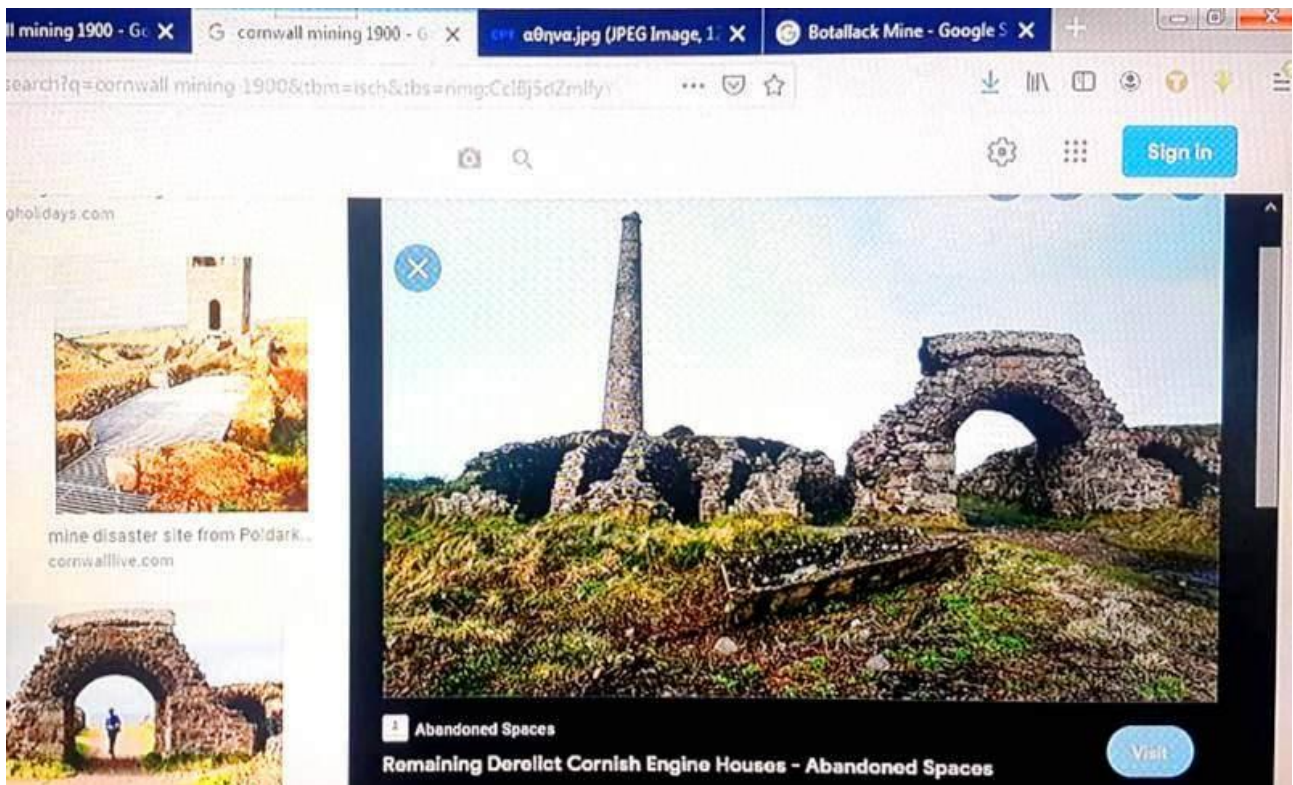 ll mining 1900 - Go
cornwall mining 1900 - G
αθηνα.jpg (JPEG Image, 12
Botallack Mine - Google S
search?q=cornwall mining 1900&tbm=isch&tbs=rimg:
Sign in
gholidays.com
mine disaster site from Poldark...
cornwalllive.com
Abandoned Spaces
Remaining Derelict Cornish Engine Houses - Abandoned Spaces
Visit